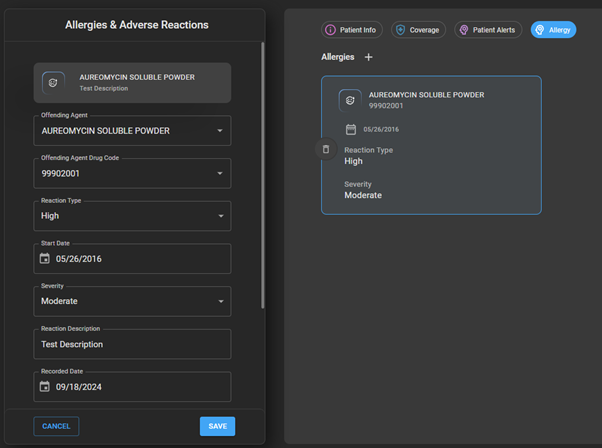 Allergies & Adverse Reactions
AUREOMYCIN SOLUBLE POWDER
Test Description
Offending Agent
AUREOMYCIN SOLUBLE POWDER
Offending Agent Drug Code
99902001
Reaction Type
High
Start Date
05/26/2016
Severity
Moderate
Reaction Description
Test Description
Recorded Date
09/18/2024
CANCEL
SAVE
Patient Info
Coverage
Patient Alerts
Allergy
Allergies +
AUREOMYCIN SOLUBLE POWDER
99902001
05/26/2016
Reaction Type
High
Severity
Moderate